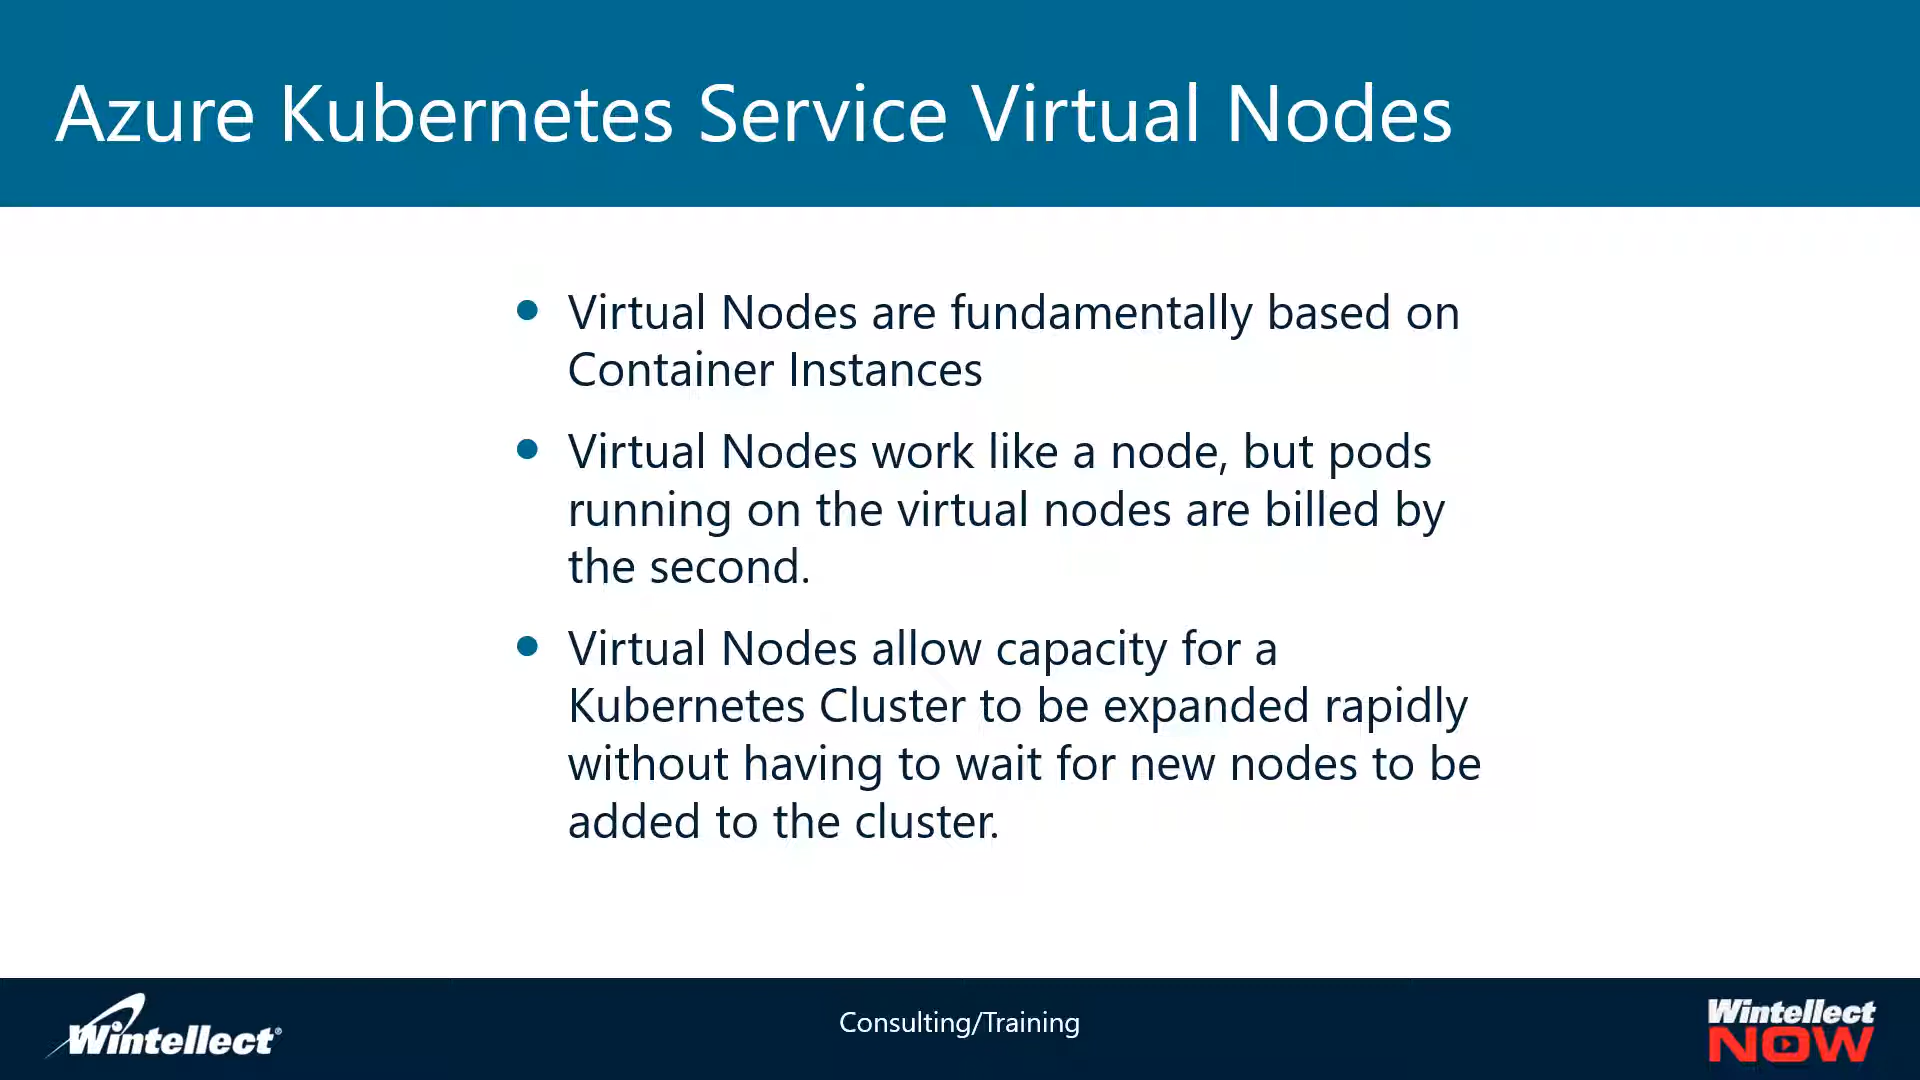 Azure Kubernetes Service Virtual Nodes
• Virtual Nodes are fundamentally based on
Container Instances
• Virtual Nodes work like a node, but pods
running on the virtual nodes are billed by
the second.
• Virtual Nodes allow capacity for a
Kubernetes Cluster to be expanded rapidly
without having to wait for new nodes to be
added to the cluster.
Wintellect®
Consulting/Training
Wintellect
NOW